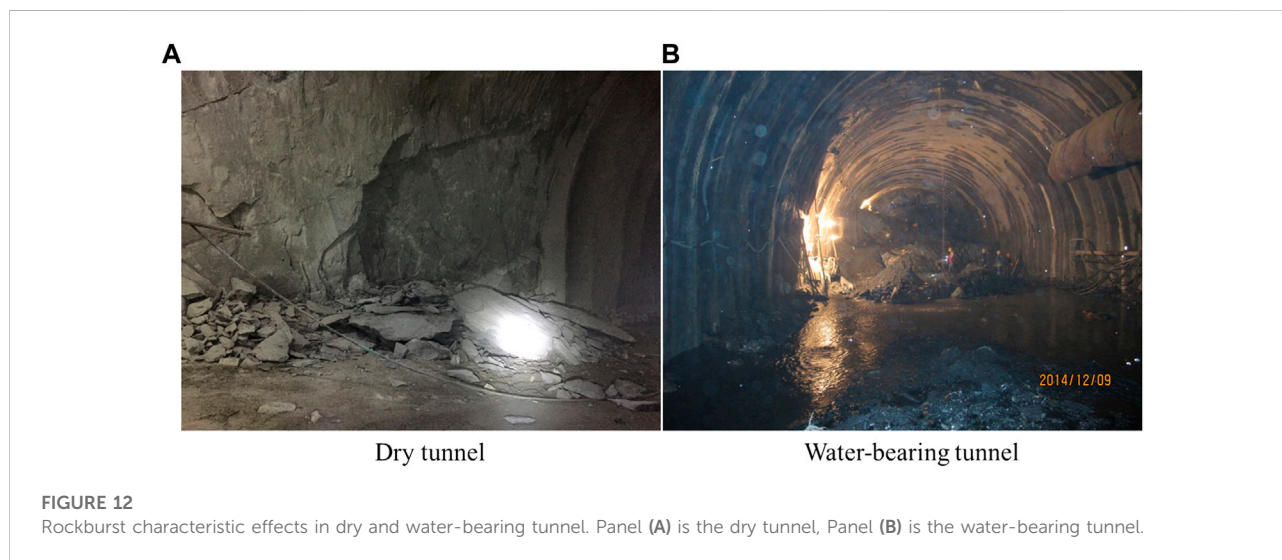 A
B
2014/12/09
Dry tunnel
Water-bearing tunnel
FIGURE 12
Rockburst characteristic effects in dry and water-bearing tunnel. Panel (A) is the dry tunnel, Panel (B) is the water-bearing tunnel.